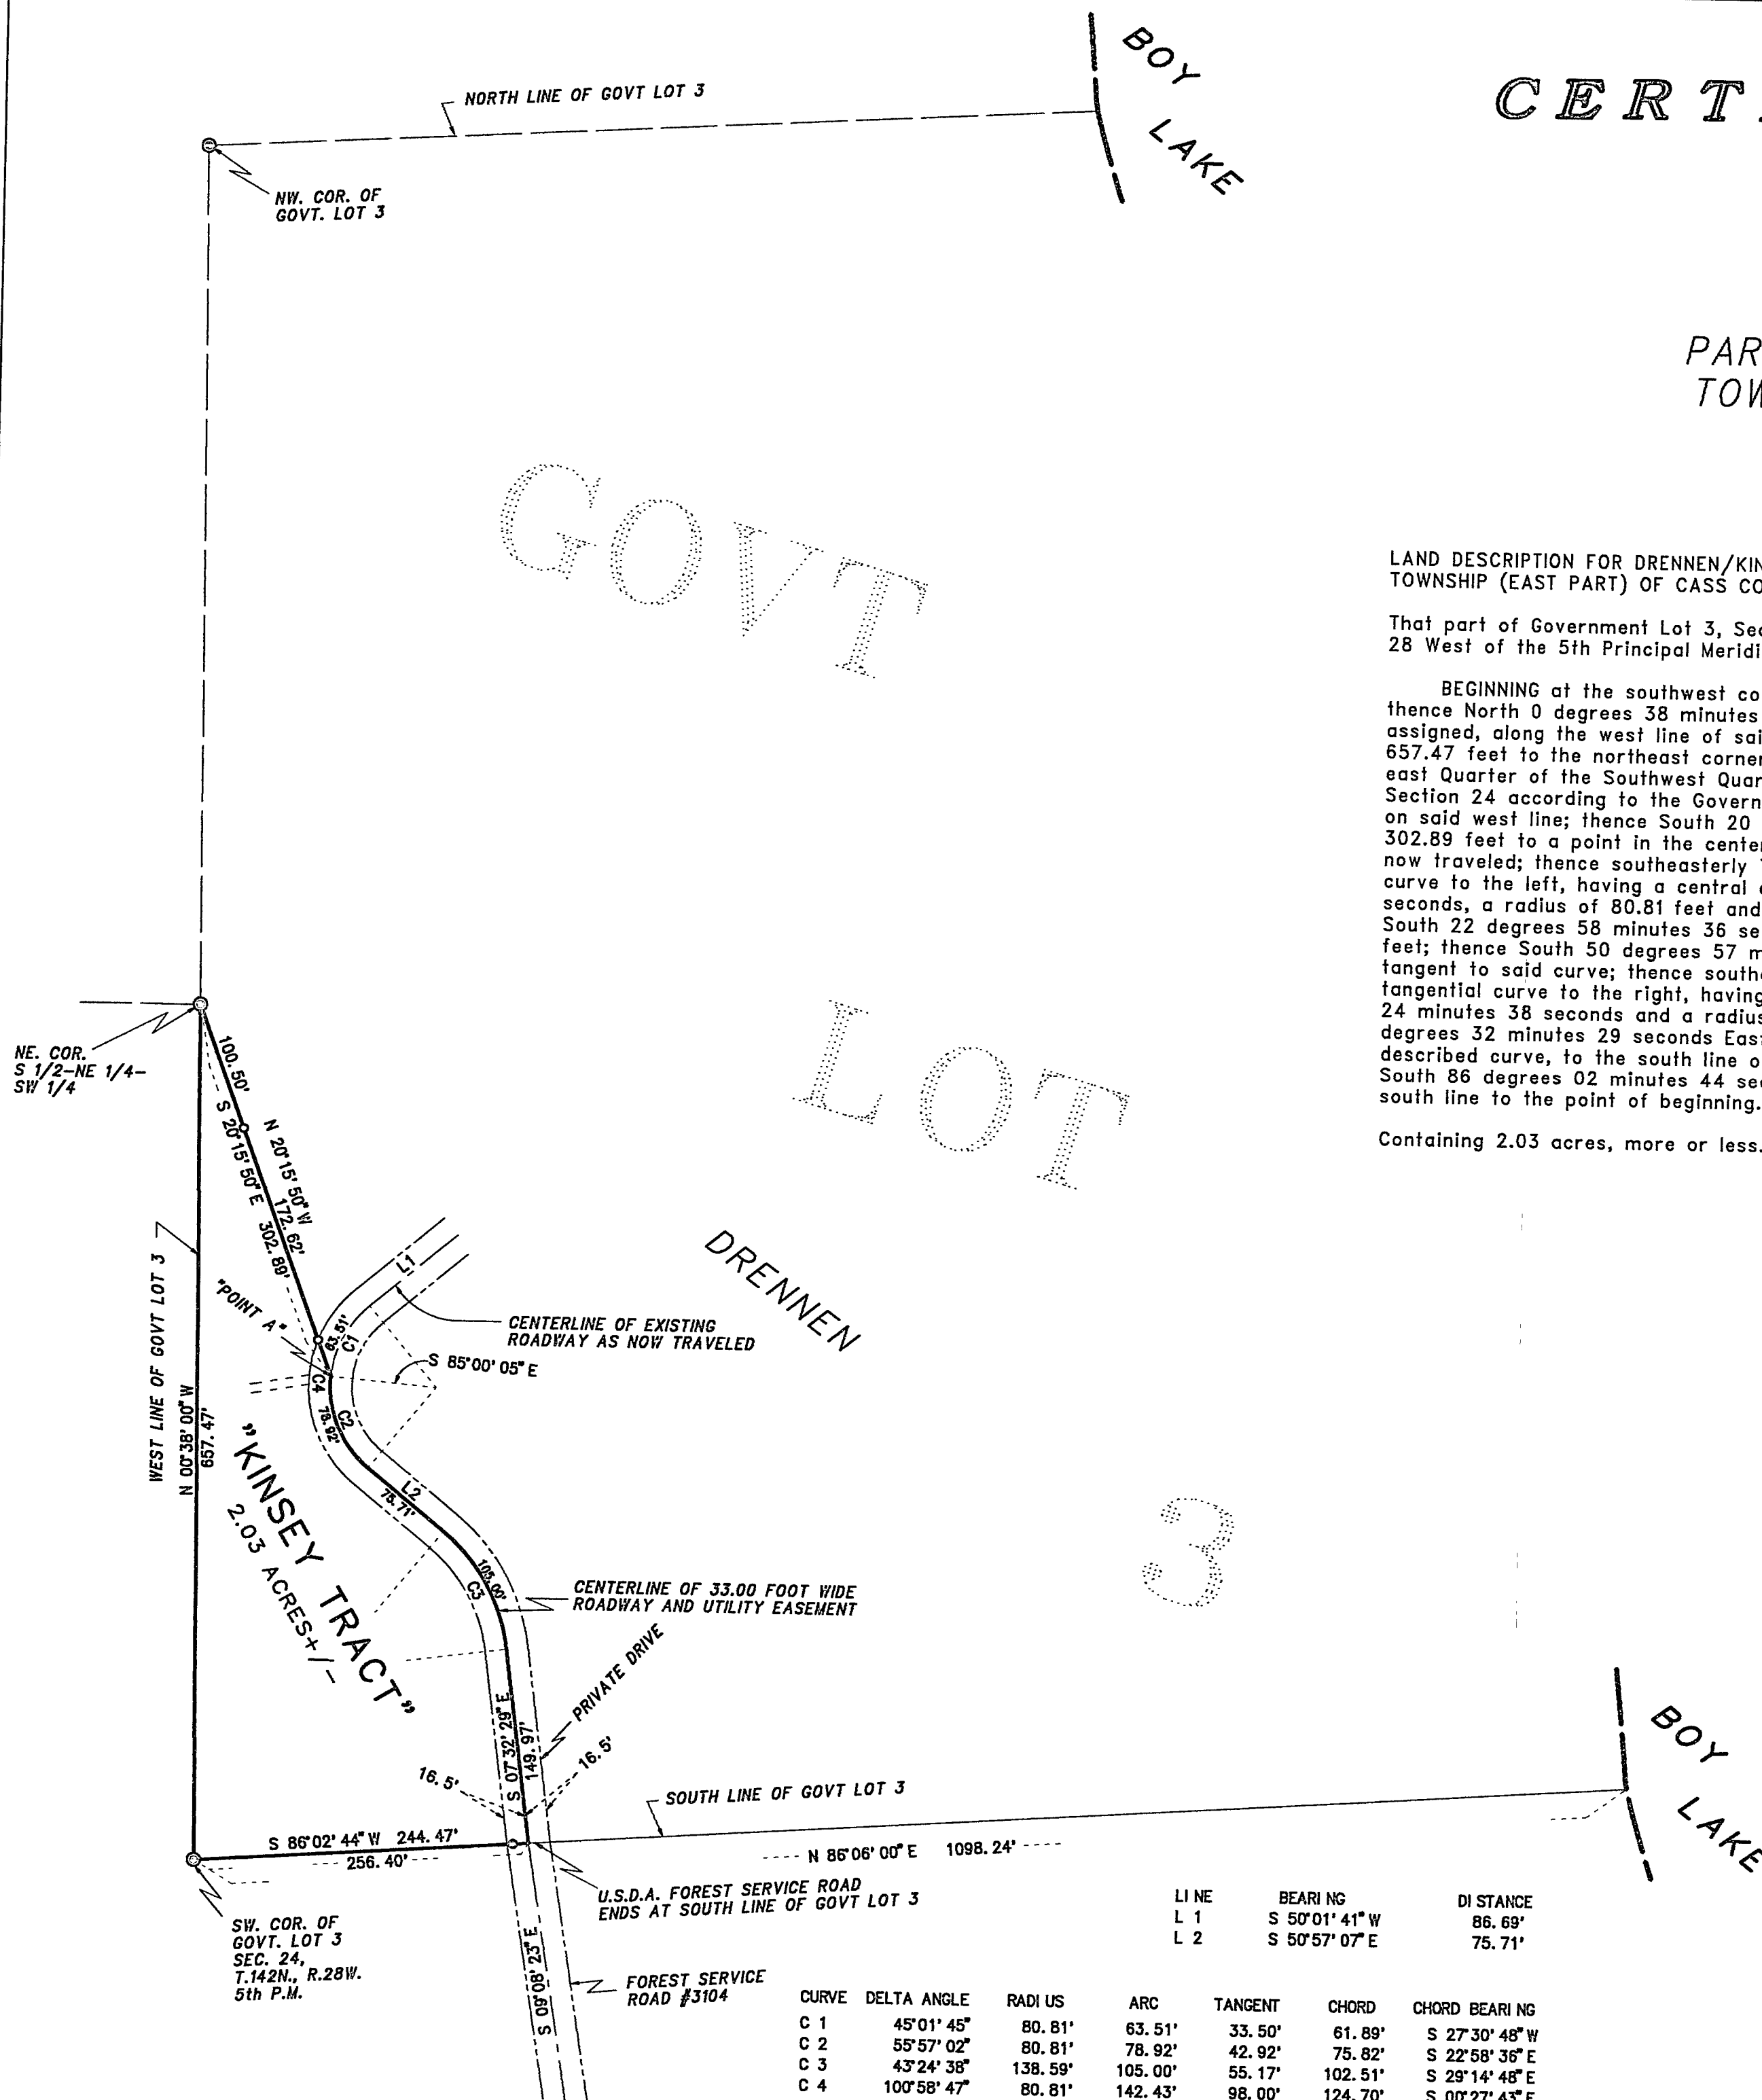 BOY
LAKE
CERT
NORTH LINE OF GOVT LOT 3
NW. COR. OF
GOVT. LOT 3
PAR
TOW
GOVT
LOT
3
LAND DESCRIPTION FOR DRENNEN/KIN
TOWNSHIP (EAST PART) OF CASS CO
That part of Government Lot 3, Sec
28 West of the 5th Principal Meridi
BEGINNING at the southwest co
thence North 0 degrees 38 minutes
assigned, along the west line of sai
657.47 feet to the northeast corner
east Quarter of the Southwest Quar
Section 24 according to the Govern
on said west line; thence South 20
302.89 feet to a point in the center
now traveled; thence southeasterly
curve to the left, having a central
seconds, a radius of 80.81 feet and
South 22 degrees 58 minutes 36 se
feet; thence South 50 degrees 57 m
tangent to said curve; thence south
tangential curve to the right, having
24 minutes 38 seconds and a radius
degrees 32 minutes 29 seconds East
described curve, to the south line o
South 86 degrees 02 minutes 44 sec
south line to the point of beginning.
Containing 2.03 acres, more or less.
NE. COR.
S 1/2-NE 1/4-
SW 1/4
100.50'
S 20°15'50" E 302.89'
N 20°15'50" W
172.62'
WEST LINE OF GOVT LOT 3
N 00°38'00" W
657.47'
"POINT A"
L1
63.51'
C1
CENTERLINE OF EXISTING
ROADWAY AS NOW TRAVELED
S 85°00'05" E
DRENNEN
C4
C2
78.92'
L2
75.71'
"KINSEY TRACT"
2.03 ACRES+/-
105.00'
C3
CENTERLINE OF 33.00 FOOT WIDE
ROADWAY AND UTILITY EASEMENT
PRIVATE DRIVE
S 07°32'29" E
149.97'
16.5'
16.5'
SOUTH LINE OF GOVT LOT 3
S 86°02'44" W 244.47'
256.40'
N 86°06'00" E 1098.24'
BOY
LAKE
U.S.D.A. FOREST SERVICE ROAD
ENDS AT SOUTH LINE OF GOVT LOT 3
SW. COR. OF
GOVT. LOT 3
SEC. 24,
T.142N., R.28W.
5th P.M.
S 09°08'23" E
FOREST SERVICE
ROAD #3104
LINE BEARING DISTANCE
L 1 S 50°01'41" W 86.69'
L 2 S 50°57'07" E 75.71'
CURVE DELTA ANGLE RADIUS ARC TANGENT CHORD CHORD BEARING
C 1 45°01'45" 80.81' 63.51' 33.50' 61.89' S 27°30'48" W
C 2 55°57'02" 80.81' 78.92' 42.92' 75.82' S 22°58'36" E
C 3 43°24'38" 138.59' 105.00' 55.17' 102.51' S 29°14'48" E
C 4 100°58'47" 80.81' 142.43' 98.00' 124.70' S 00°27'43" E